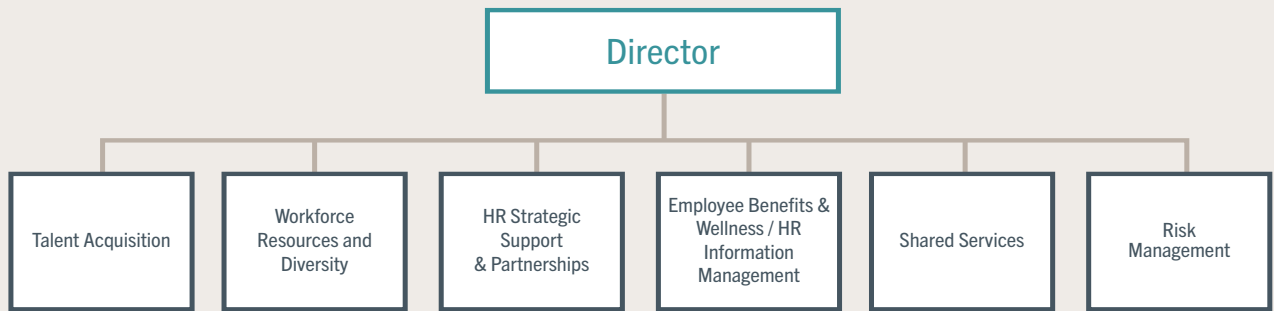 Director
Talent Acquisition
Workforce
Resources and
Diversity
HR Strategic
Support
& Partnerships
Employee Benefits &
Wellness / HR
Information
Management
Shared Services
Risk
Management